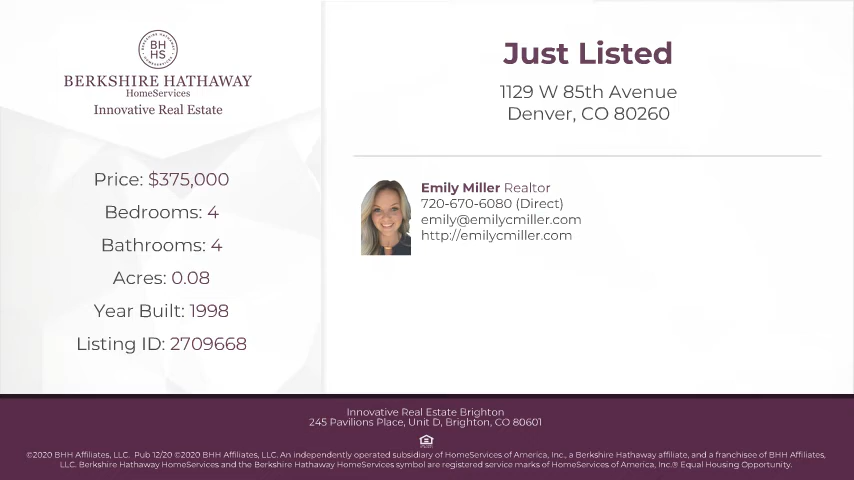 BH
HS
BERKSHIRE HATHAWAY
HomeServices
Innovative Real Estate
Price: $375,000
Bedrooms: 4
Bathrooms: 4
Acres: 0.08
Year Built: 1998
Listing ID: 2709668
Just Listed
1129 W 85th Avenue
Denver, CO 80260
Emily Miller Realtor
720-670-6080 (Direct)
emily@emilycmiller.com
http://emilycmiller.com
Innovative Real Estate Brighton
245 Pavilions Place, Unit D, Brighton, CO 80601
©2020 BHH Affiliates, LLC. Pub 12/20 ©2020 BHH Affiliates, LLC. An independently operated subsidiary of HomeServices of America, Inc., a Berkshire Hathaway affiliate, and a franchisee of BHH Affiliates,
LLC. Berkshire Hathaway HomeServices and the Berkshire Hathaway HomeServices symbol are registered service marks of HomeServices of America, Inc.® Equal Housing Opportunity.